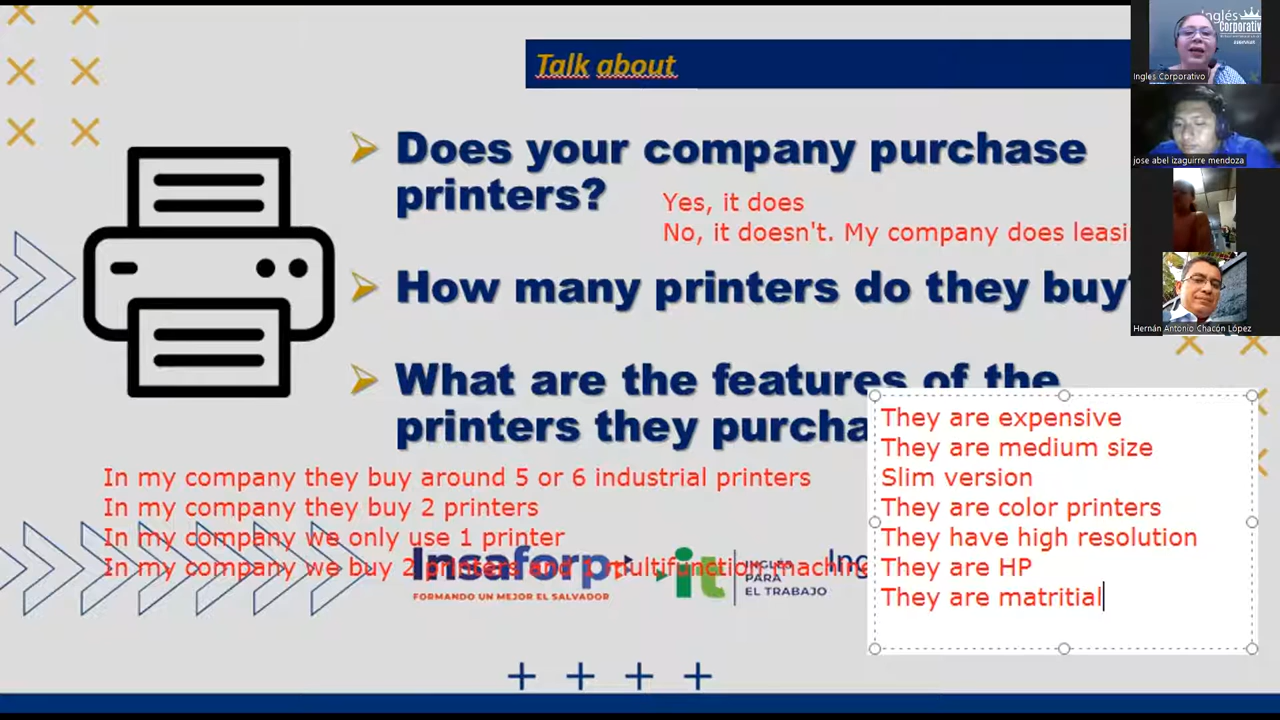 Talk about
Does your company purchase
printers?
Yes, it does
No, it doesn't. My company does
How many printers do they buy
What are the features of the
printers they
They are expensive
They are medium size
Slim version
They are color printers
They have high resolution
They are HP
They are matritial
In my company they buy around 5 or 6 industrial printers
In my company they buy 2 printers
In my company we only use 1 printer
In my company we buy 2 printers and 1 multifunction machine
Insaforp
FORMANDO UN MEJOR EL SALVADOR
it
INGLÉS
PARA
EL TRABAJO
Inglés
Corporativo
Ingles Corporativo
jose abel izaguirre mendoza
Hernán Antonio Chacón López